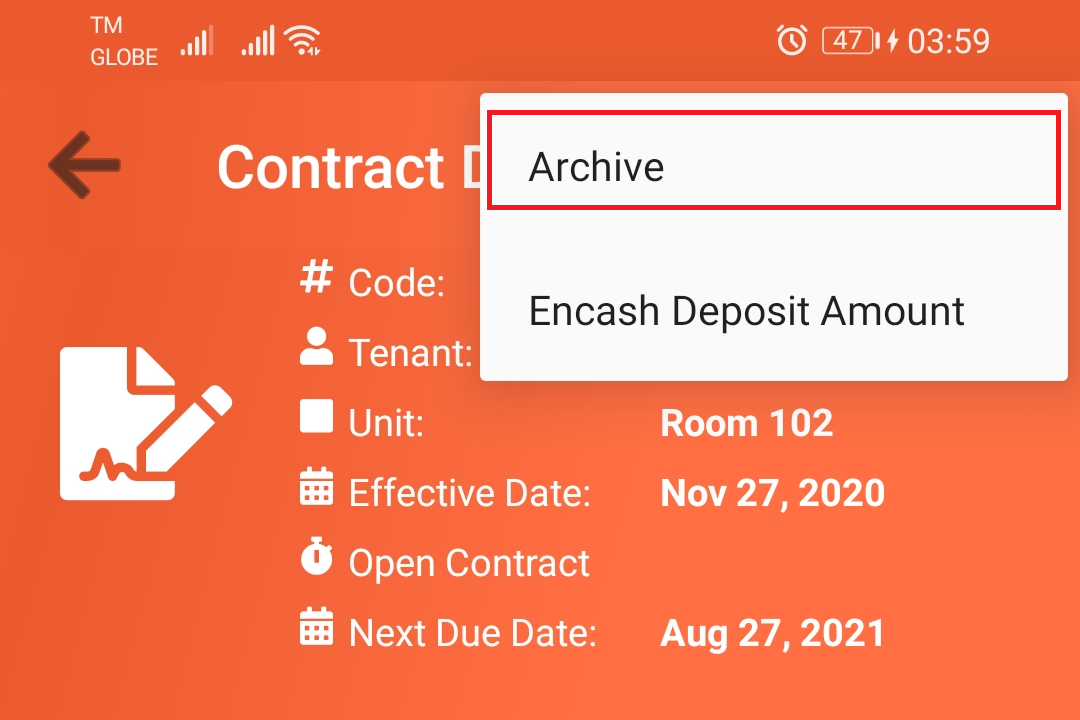 TM
GLOBE
47 03:59
Contract
Archive
# Code:
Encash Deposit Amount
Tenant:
Unit: Room 102
Effective Date: Nov 27, 2020
Open Contract
Next Due Date: Aug 27, 2021